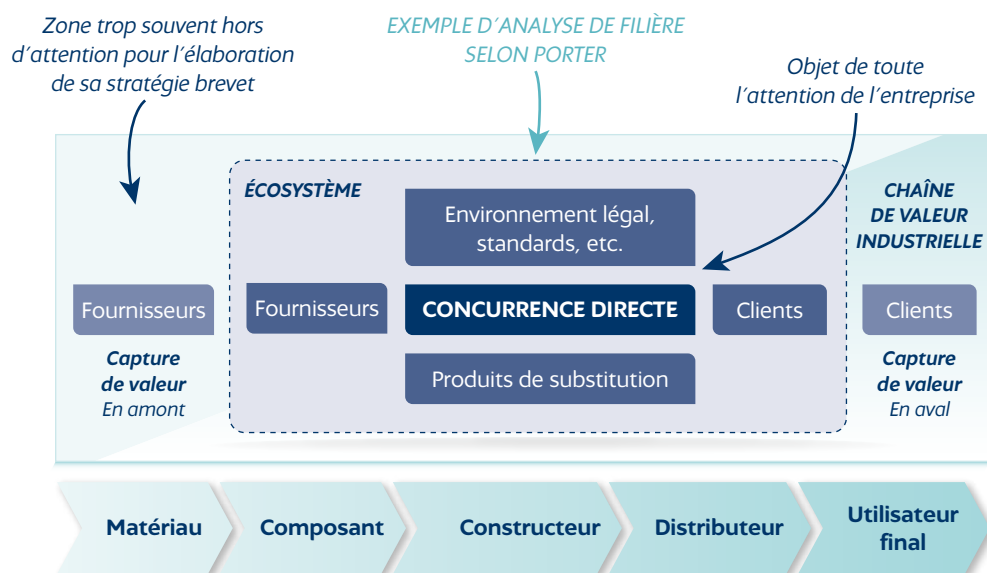 Zone trop souvent hors
d'attention pour l'élaboration
de sa stratégie brevet
EXEMPLE D'ANALYSE DE FILIÈRE
SELON PORTER
Objet de toute
l'attention de l'entreprise
ÉCOSYSTÈME
Environnement légal,
standards, etc.
CHAÎNE
DE VALEUR
INDUSTRIELLE
Fournisseurs
Fournisseurs
CONCURRENCE DIRECTE
Clients
Clients
Capture
de valeur
En amont
Produits de substitution
Capture
de valeur
En aval
Matériau
Composant
Constructeur
Distributeur
Utilisateur
final